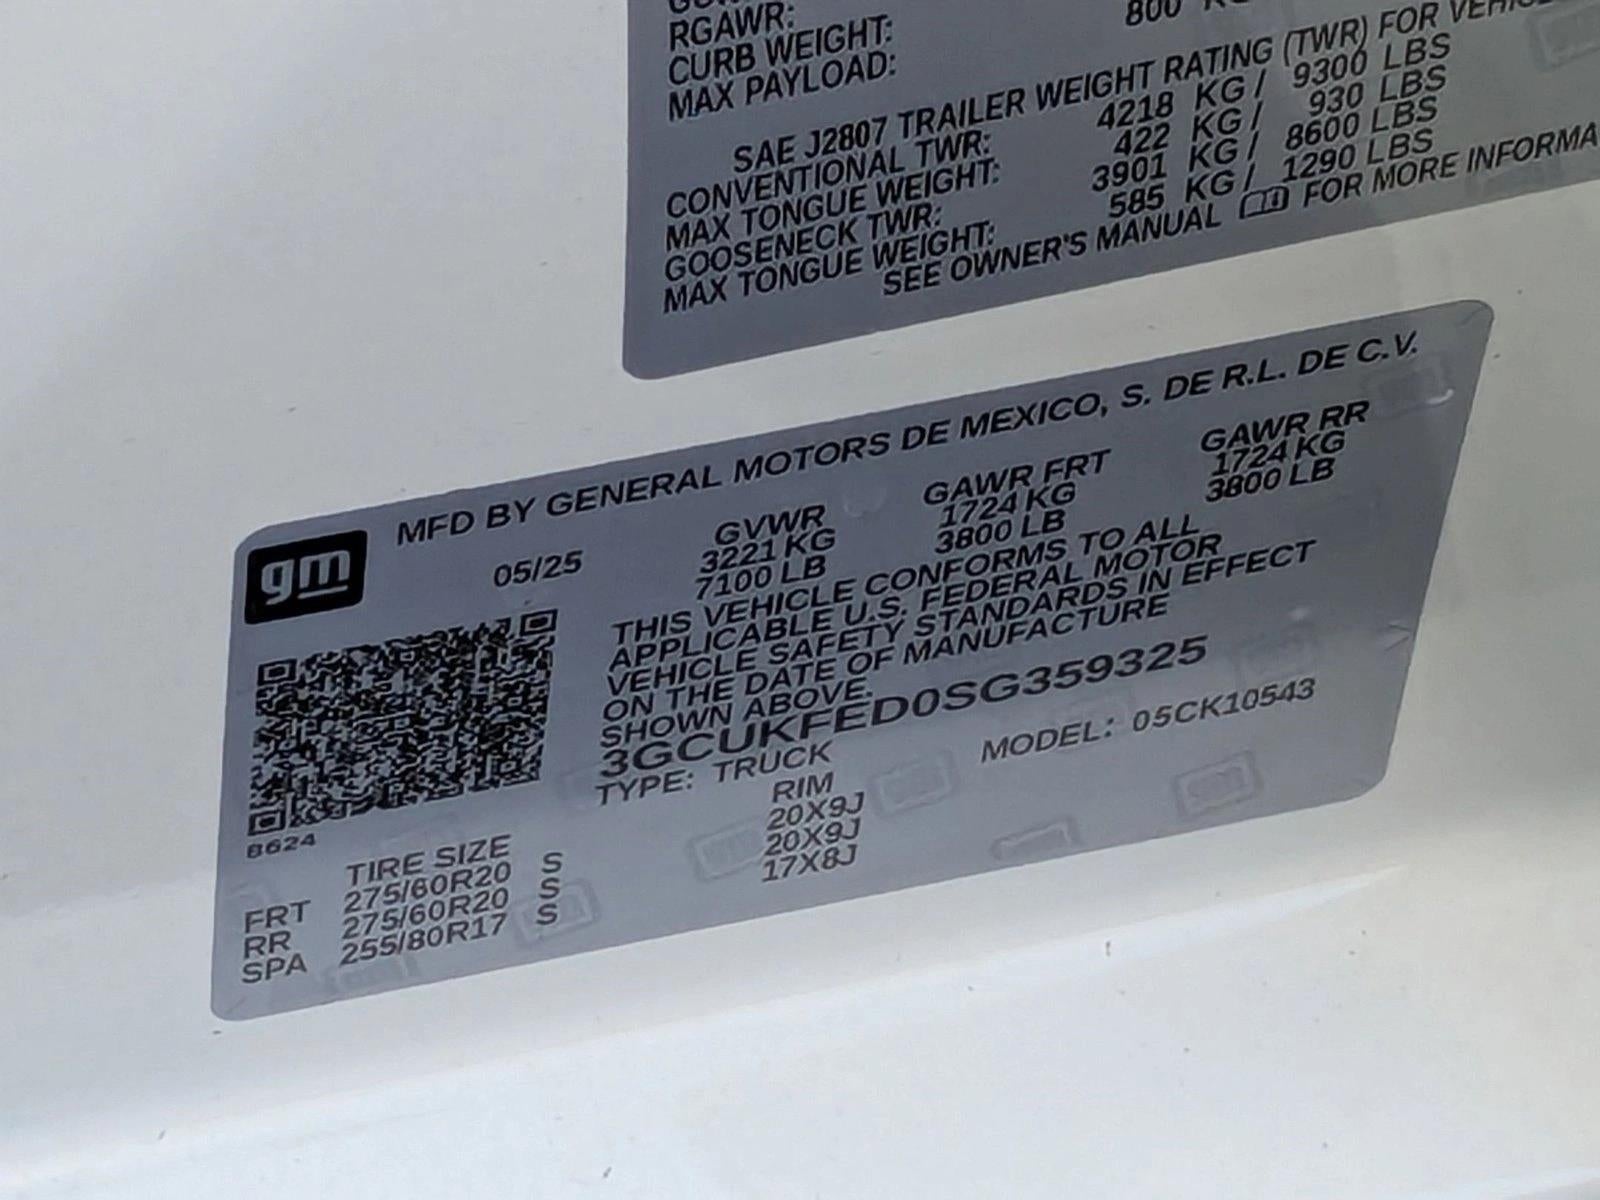 RGAWR:
CURB WEIGHT:
MAX PAYLOAD: 800
SAE J2807 TRAILER WEIGHT RATING (TWR) FOR
CONVENTIONAL TWR: 4218 KG / 9300 LBS
MAX TONGUE WEIGHT: 422 KG / 930 LBS
GOOSENECK TWR: 3901 KG / 8600 LBS
MAX TONGUE WEIGHT: 585 KG / 1290 LBS
SEE OWNER'S MANUAL FOR MORE INFORMA
gm
MFD BY GENERAL MOTORS DE MEXICO, S. DE R.L. DE C.V.
05/25 GVWR GAWR FRT GAWR RR
3221 KG 1724 KG 1724 KG
7100 LB 3800 LB 3800 LB
THIS VEHICLE CONFORMS TO ALL
APPLICABLE U.S. FEDERAL MOTOR
VEHICLE SAFETY STANDARDS IN EFFECT
ON THE DATE OF MANUFACTURE
SHOWN ABOVE.
3GCUKFED0SG359325
TYPE: TRUCK MODEL: 05CK10543
8624
TIRE SIZE RIM
FRT 275/60R20 S 20X9J
RR 275/60R20 S 20X9J
SPA 255/80R17 S 17X8J